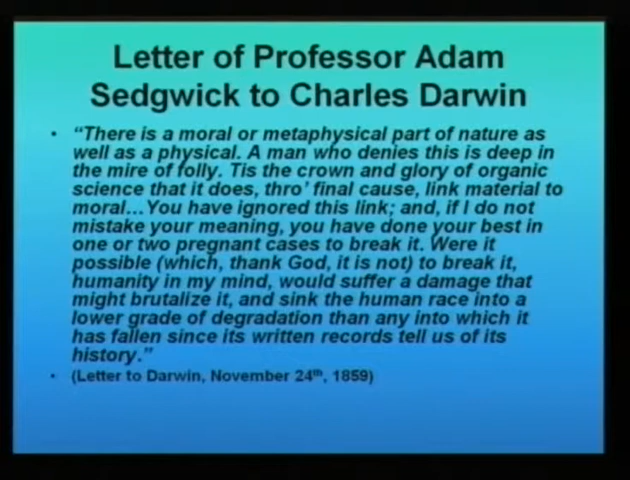 Letter of Professor Adam
Sedgwick to Charles Darwin
• "There is a moral or metaphysical part of nature as
well as a physical. A man who denies this is deep in
the mire of folly. Tis the crown and glory of organic
science that it does, thro' final cause, link material to
moral…You have ignored this link; and, if I do not
mistake your meaning, you have done your best in
one or two pregnant cases to break it. Were it
possible (which, thank God, it is not) to break it,
humanity in my mind, would suffer a damage that
might brutalize it, and sink the human race into a
lower grade of degradation than any into which it
has fallen since its written records tell us of its
history."
• (Letter to Darwin, November 24th, 1859)